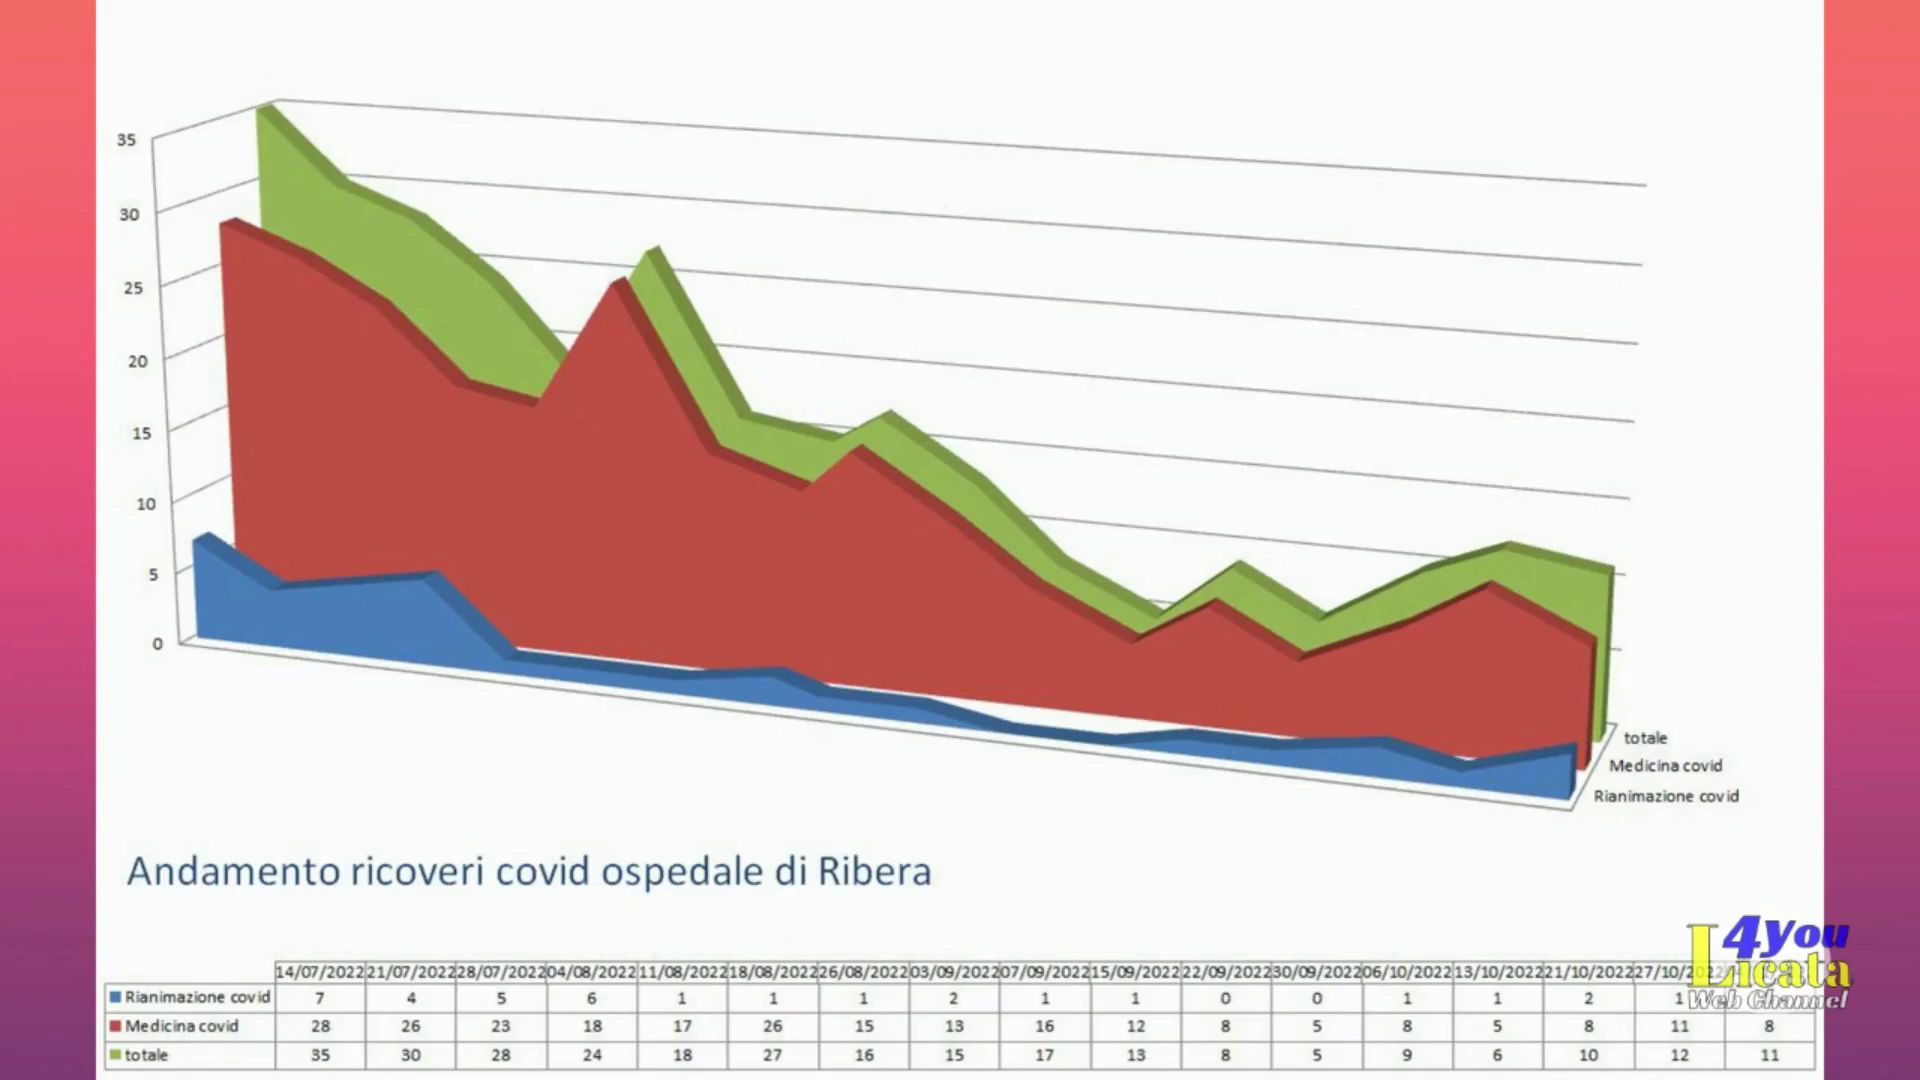 35
30
25
20
15
10
5
0
totale
Medicina covid
Rianimazione covid
Andamento ricoveri covid ospedale di Ribera
4You
Licata
Web Channel
14/07/2022 21/07/2022 28/07/2022 04/08/2022 11/08/2022 18/08/2022 26/08/2022 03/09/2022 07/09/2022 15/09/2022 22/09/2022 30/09/2022 06/10/2022 13/10/2022 21/10/2022 27/10/2022
Rianimazione covid 7 4 5 6 1 1 1 2 1 1 0 0 1 1 2 1
Medicina covid 28 26 23 18 17 26 15 13 16 12 8 5 8 5 8 11 8
totale 35 30 28 24 18 27 16 15 17 13 8 5 9 6 10 12 11